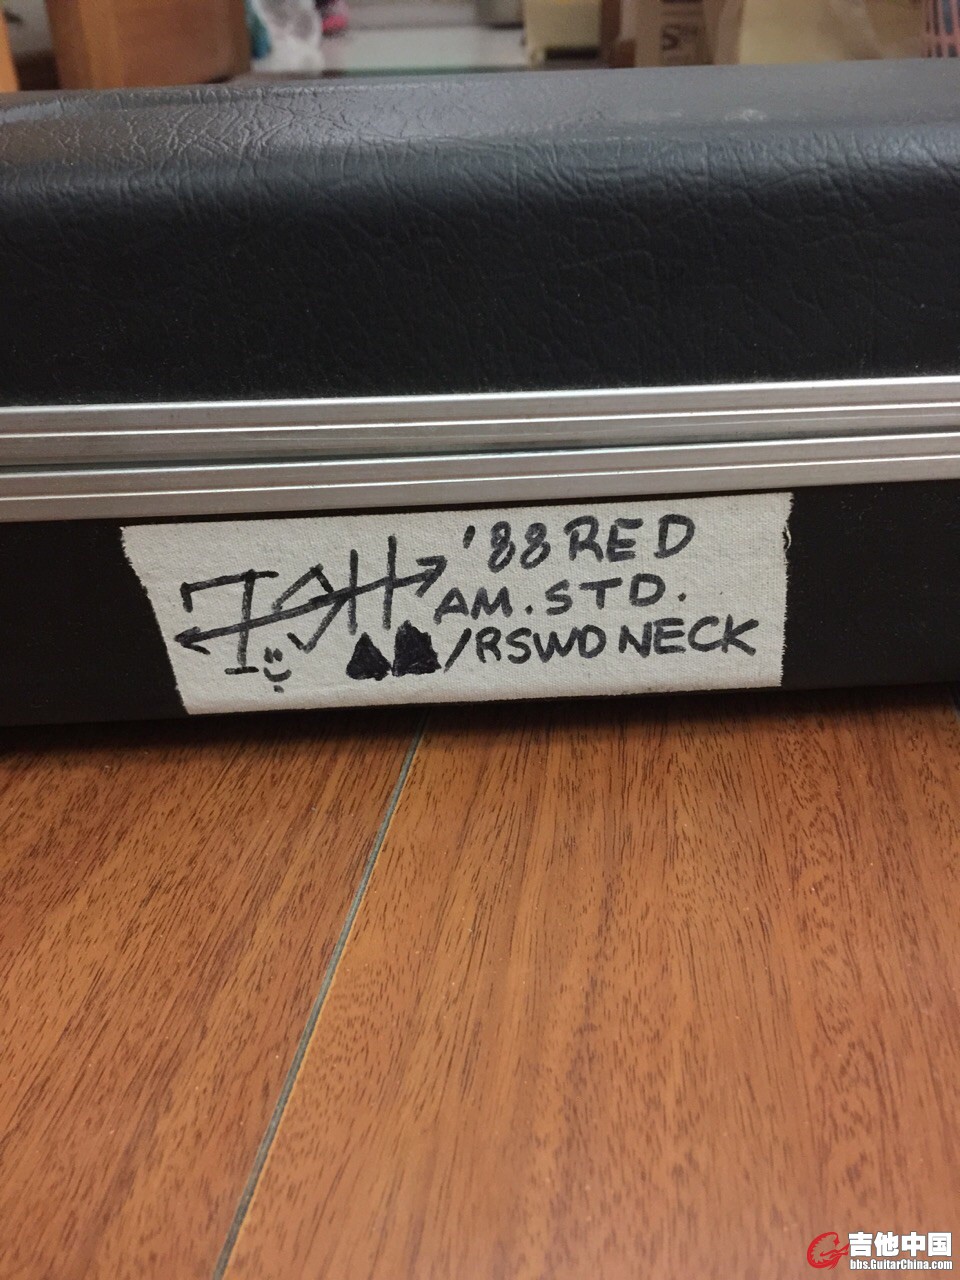 '88 RED
AM. STD.
/RSWD NECK
S
吉他中国
bbs.GuitarChina.com